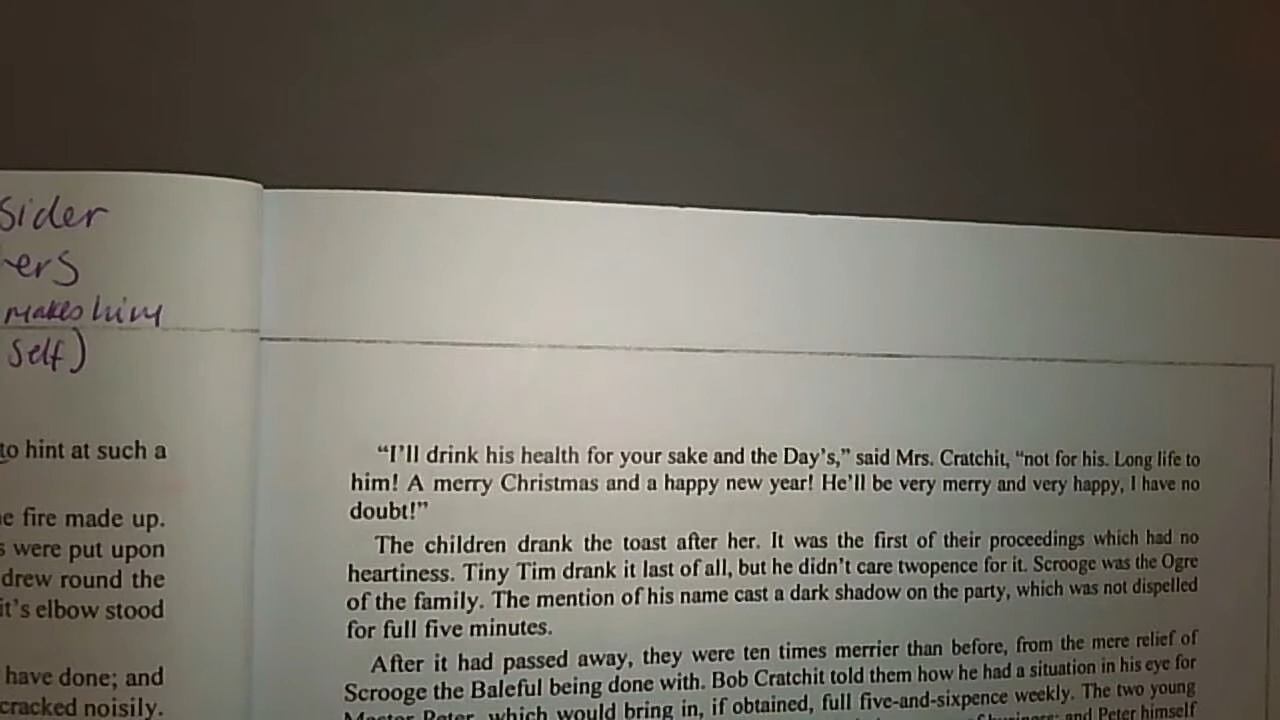 sider
ers
makes him
self)
to hint at such a
e fire made up.
s were put upon
drew round the
it's elbow stood
have done; and
cracked noisily.
“I'll drink his health for your sake and the Day's,” said Mrs. Cratchit, “not for his. Long life to
him! A merry Christmas and a happy new year! He'll be very merry and very happy, I have no
doubt!”
The children drank the toast after her. It was the first of their proceedings which had no
heartiness. Tiny Tim drank it last of all, but he didn't care twopence for it. Scrooge was the Ogre
of the family. The mention of his name cast a dark shadow on the party, which was not dispelled
for full five minutes.
After it had passed away, they were ten times merrier than before, from the mere relief of
Scrooge the Baleful being done with. Bob Cratchit told them how he had a situation in his eye for
Master Peter, which would bring in, if obtained, full five-and-sixpence weekly. The two young
and Peter himself